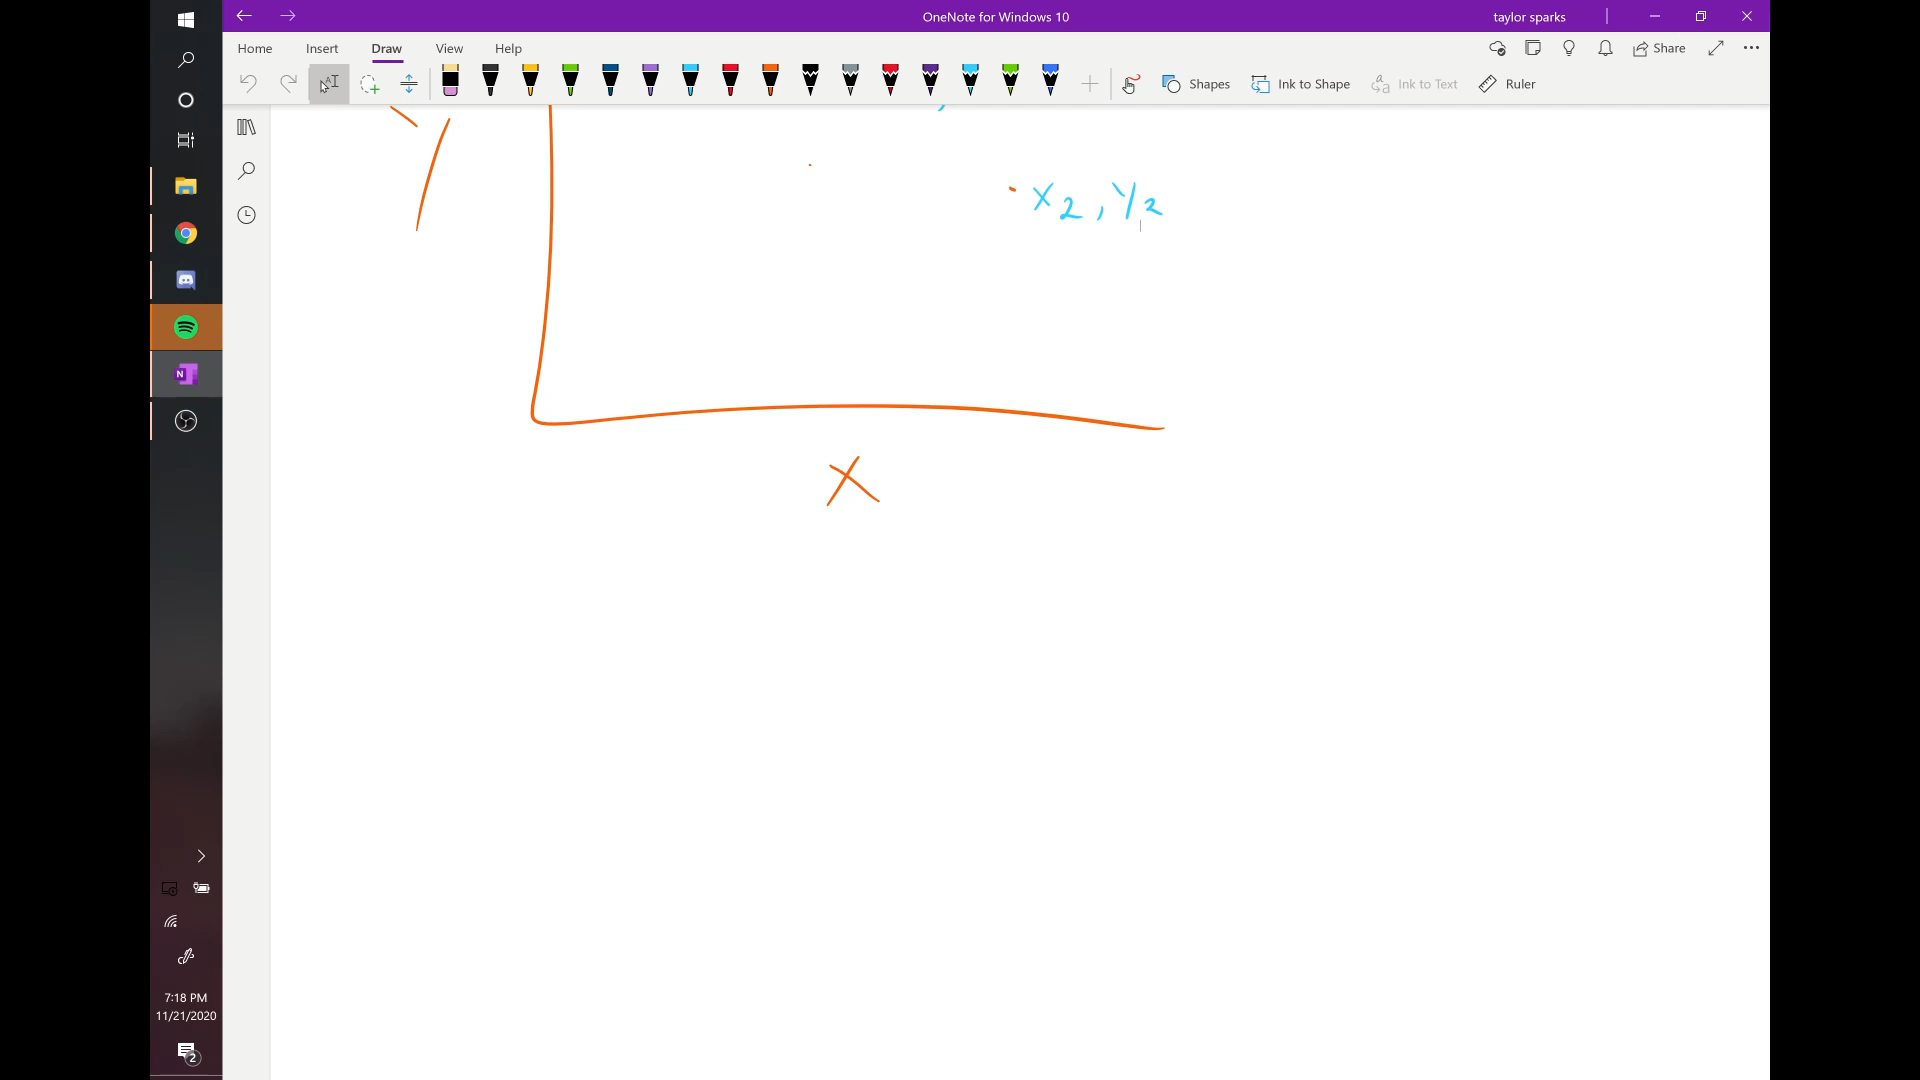 OneNote for Windows 10
taylor sparks
Home Insert Draw View Help
Share
Shapes Ink to Shape Ink to Text Ruler
Y
X2, Y2
X
7:18 PM
11/21/2020
2